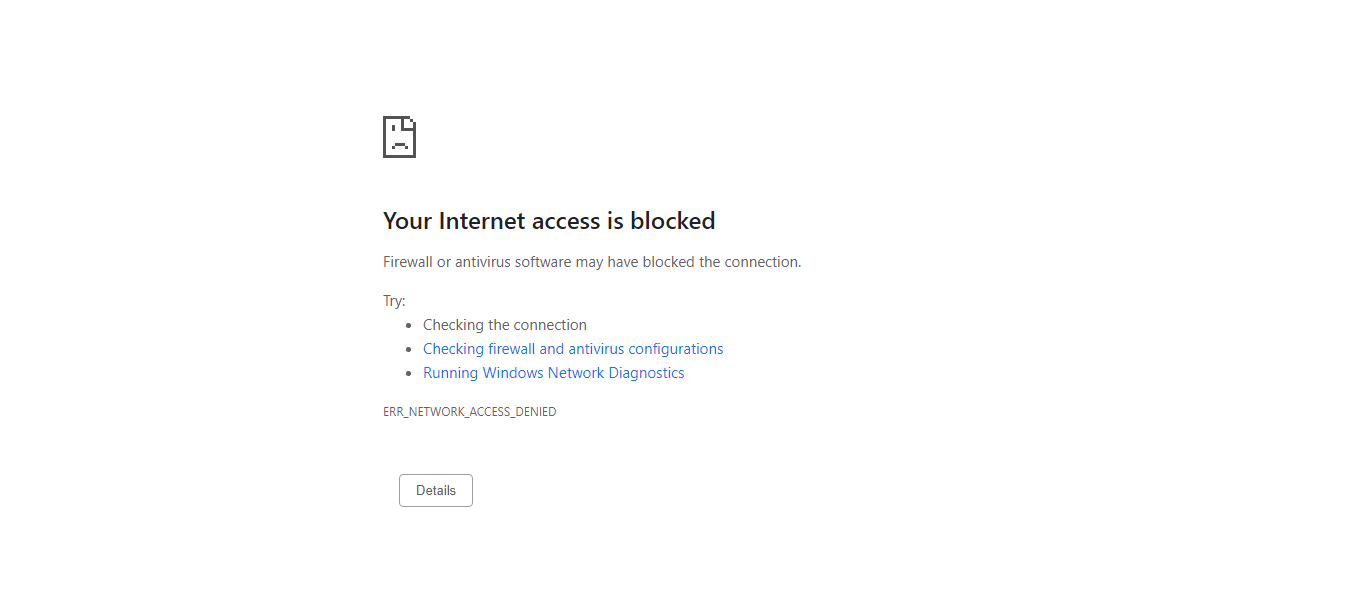 Your Internet access is blocked
Firewall or antivirus software may have blocked the connection.
Try:
Checking the connection
Checking firewall and antivirus configurations
Running Windows Network Diagnostics
ERR_NETWORK_ACCESS_DENIED
Details